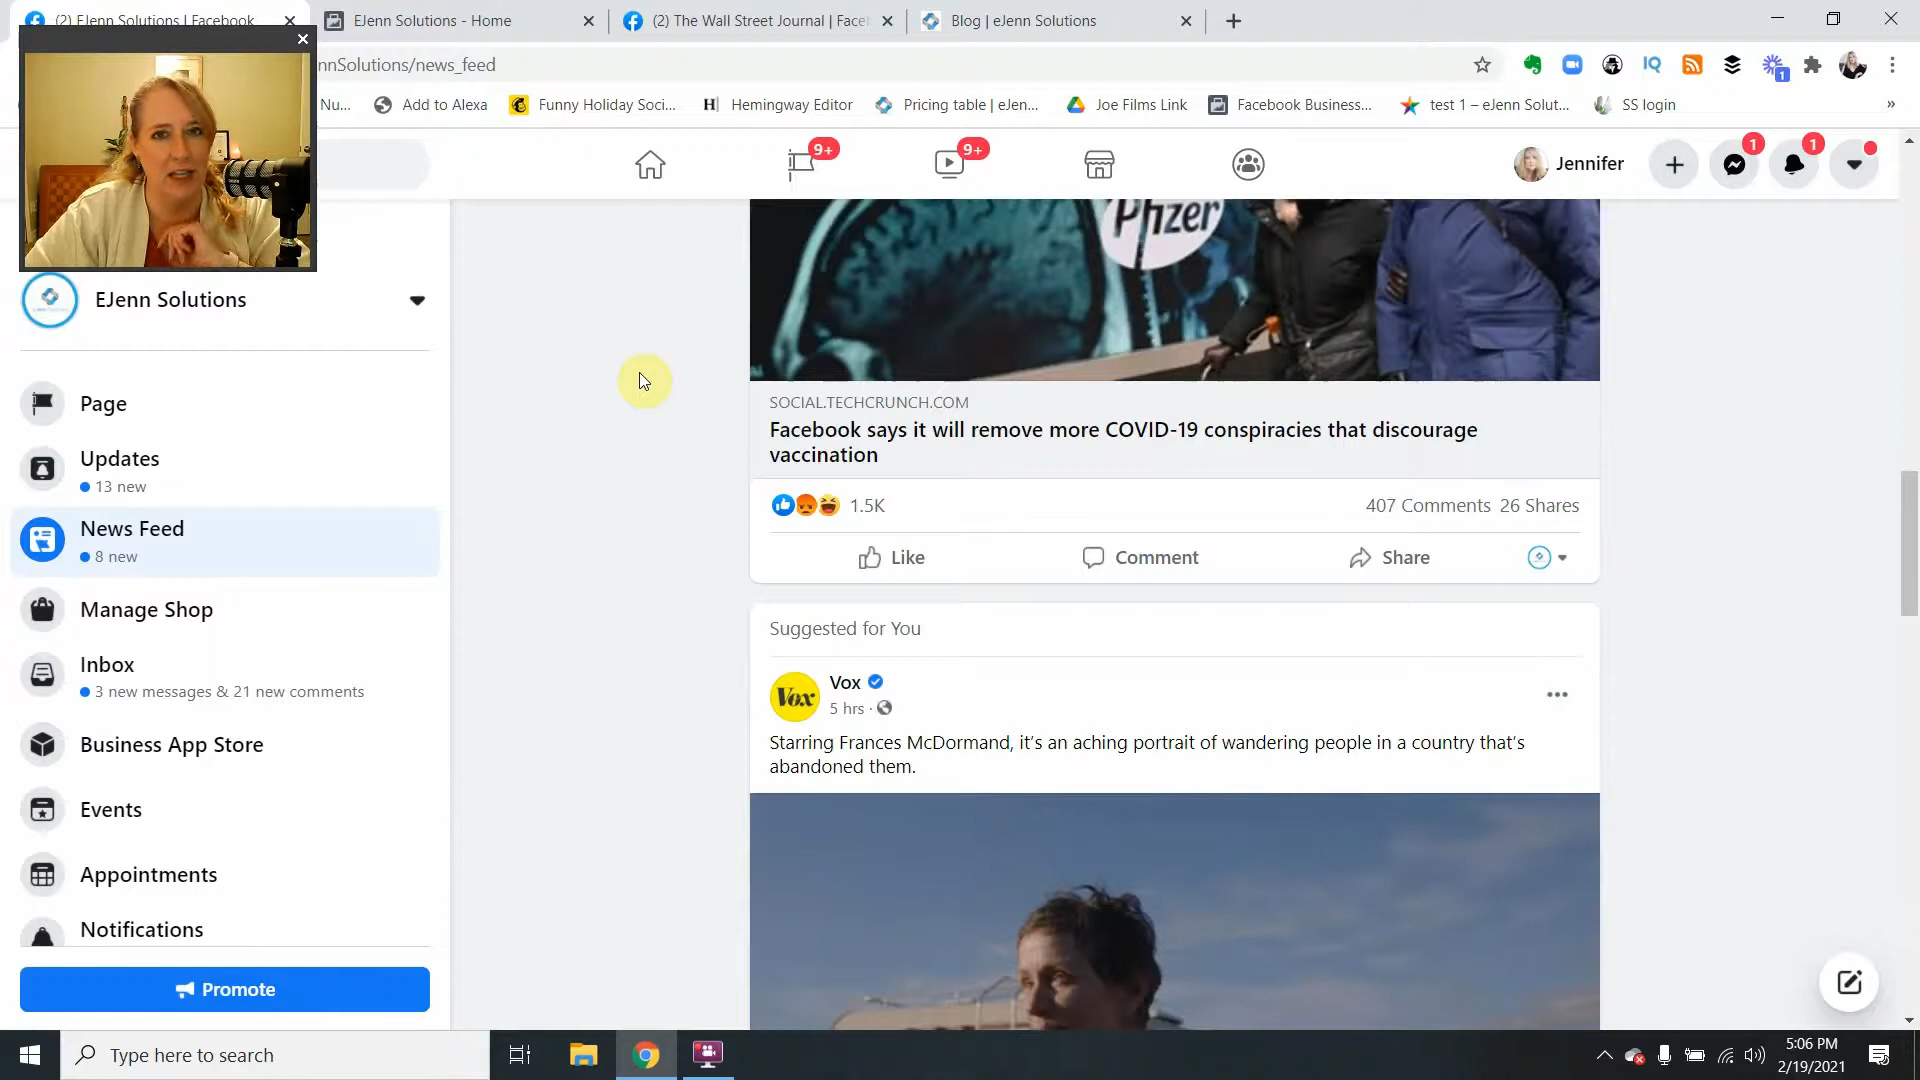 (2) EJenn Solutions | Facebook
EJenn Solutions - Home
(2) The Wall Street Journal | Facel
Blog | eJenn Solutions
nnSolutions/news_feed
IQ
1
Nu...
Add to Alexa
Funny Holiday Soci...
H
Hemingway Editor
Pricing table | eJen...
Joe Films Link
Facebook Business...
test 1 – eJenn Solut...
SS login
»
9+
9+
Jennifer
1
1
Pfizer
EJenn Solutions
Page
Updates
13 new
News Feed
8 new
Manage Shop
Inbox
3 new messages & 21 new comments
Business App Store
Events
Appointments
Notifications
Promote
SOCIAL.TECHCRUNCH.COM
Facebook says it will remove more COVID-19 conspiracies that discourage
vaccination
1.5K
407 Comments 26 Shares
Like
Comment
Share
Suggested for You
Vox
Vox
5 hrs ·
Starring Frances McDormand, it's an aching portrait of wandering people in a country that's
abandoned them.
Type here to search
5:06 PM
2/19/2021